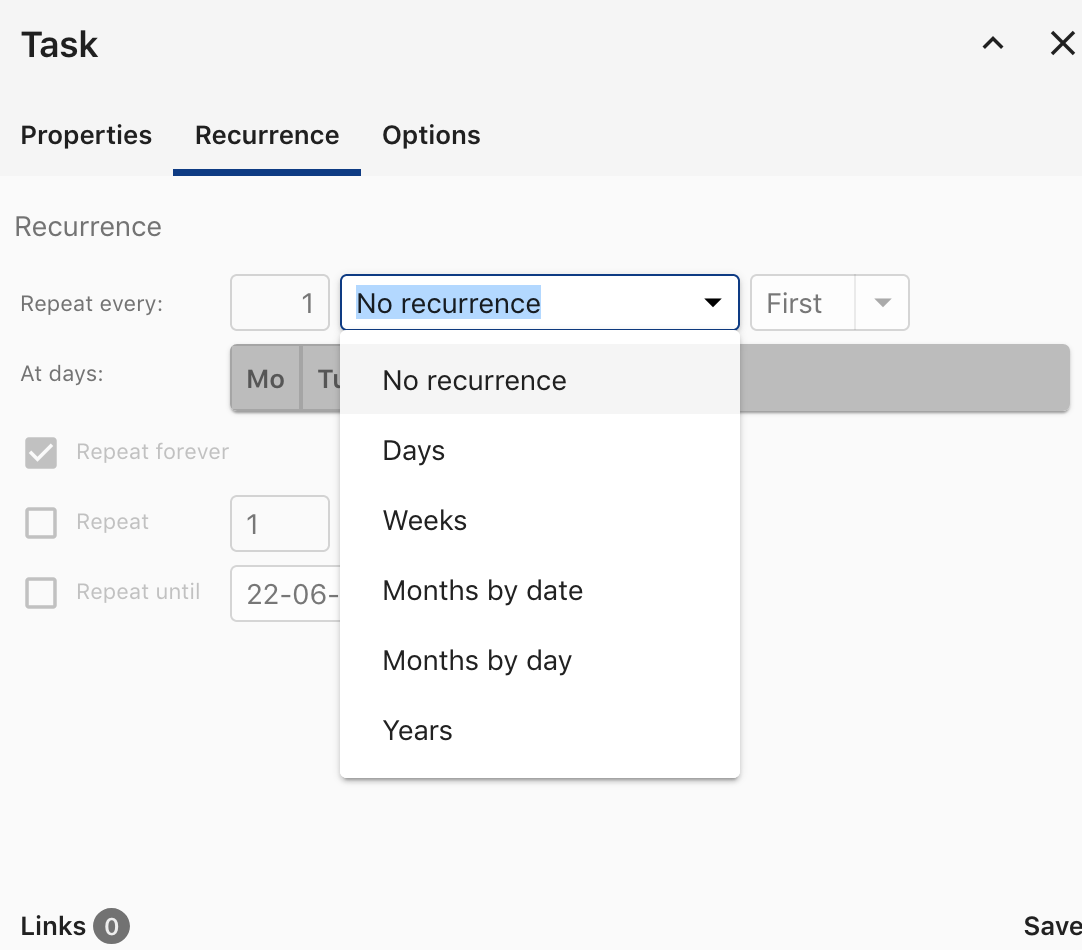 Task
Properties Recurrence Options
Recurrence
Repeat every: 1 No recurrence First
At days: Mo
No recurrence
Days
Repeat forever
Weeks
Repeat 1
Months by date
Repeat until 22-06-
Months by day
Years
Links 0 Save